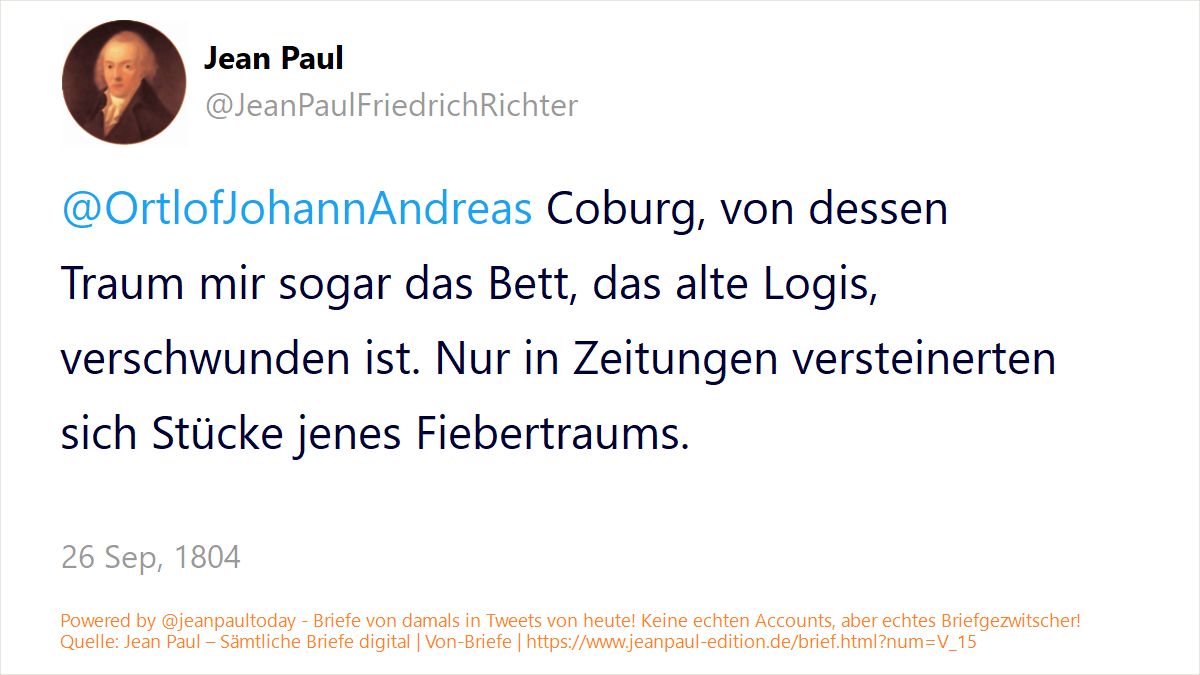 Jean Paul
@JeanPaulFriedrichRichter
@OrtlofJohannAndreas Coburg, von dessen
Traum mir sogar das Bett, das alte Logis,
verschwunden ist. Nur in Zeitungen versteinerten
sich Stücke jenes Fiebertraums.
26 Sep, 1804
Powered by @jeanpaultoday - Briefe von damals in Tweets von heute! Keine echten Accounts, aber echtes Briefgezwitscher!
Quelle: Jean Paul – Sämtliche Briefe digital | Von-Briefe | https://www.jeanpaul-edition.de/brief.html?num=V_15